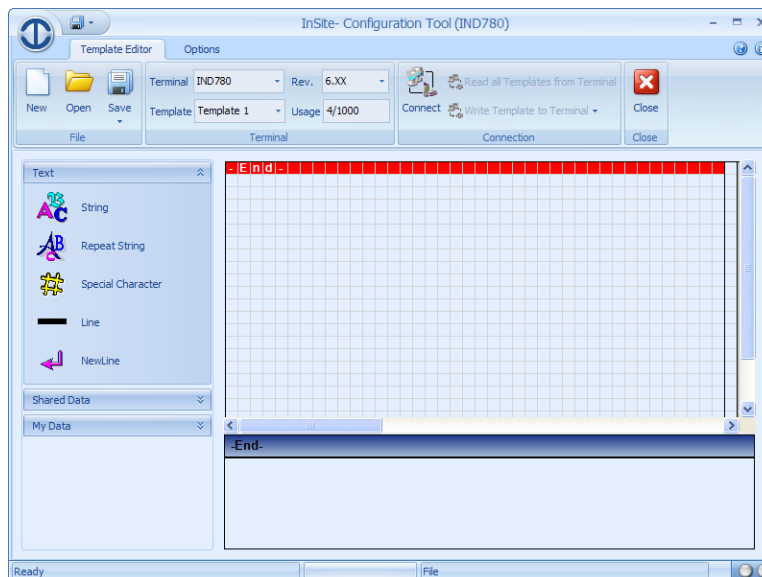 InSite- Configuration Tool (IND780)
Template Editor Options
New Open Save
File
Terminal IND780 Rev. 6.XX
Template Template 1 Usage 4/1000
Terminal
Connect Read all Templates from Terminal
Write Template to Terminal
Connection
Close
Close
Text
String
Repeat String
Special Character
Line
NewLine
Shared Data
My Data
-End-
-End-
Ready File